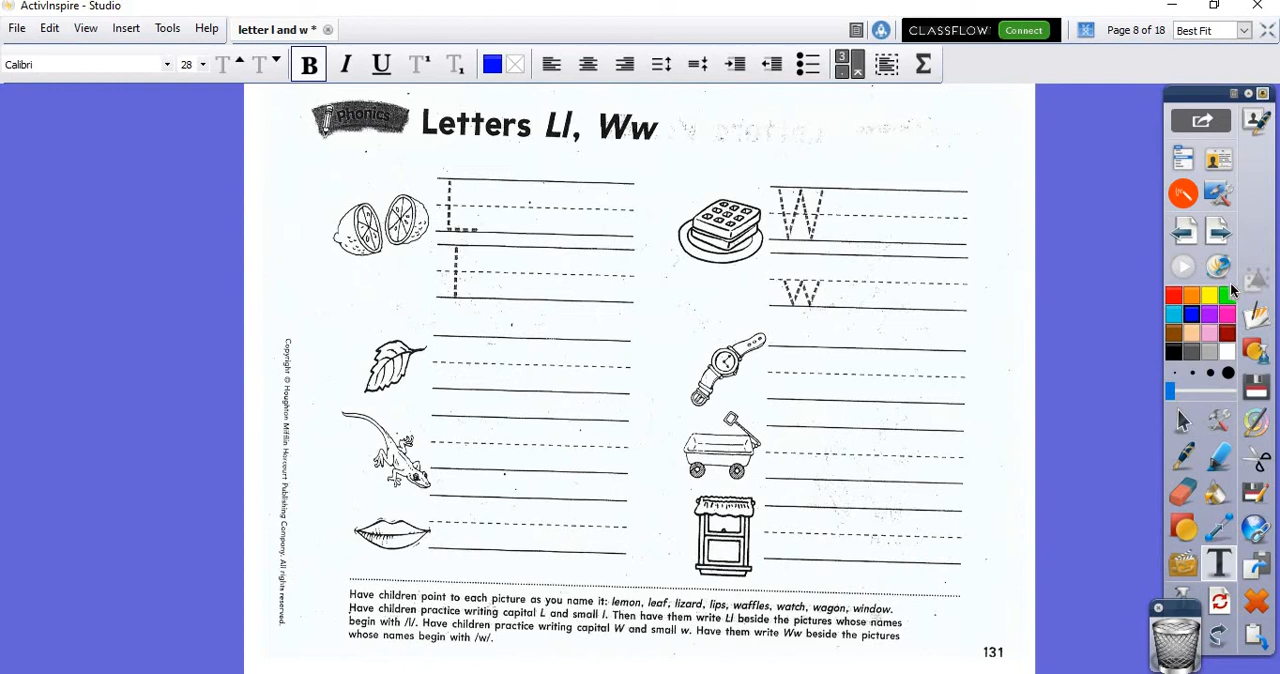 ActivInspire - Studio
File Edit View Insert Tools Help
letter l and w *
CLASSFLOW Connect
Page 8 of 18
Best Fit
Calibri 28
Phonics
Letters Ll, Ww
L
l
W
w
Copyright © Houghton Mifflin Harcourt Publishing Company. All rights reserved.
Have children point to each picture as you name it: lemon, leaf, lizard, lips, waffles, watch, wagon, window.
Have children practice writing capital L and small l. Then have them write Ll beside the pictures whose names
begin with /l/. Have children practice writing capital W and small w. Have them write Ww beside the pictures
whose names begin with /w/.
131